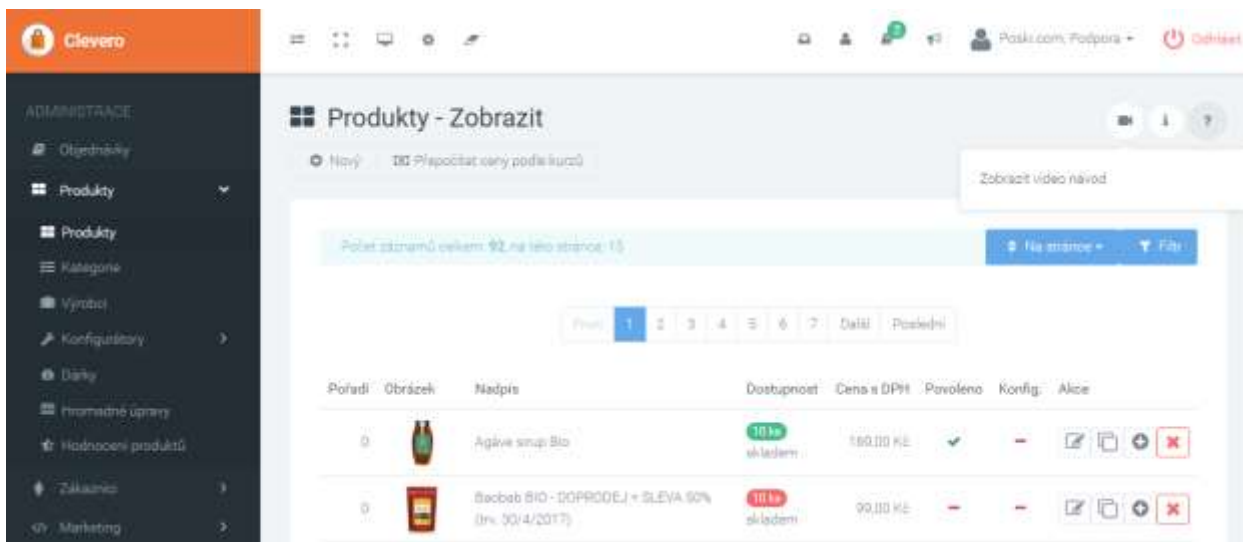 Clevero
Poski.com, Podpora
Odhlásit
ADMINISTRACE
Objednávky
Produkty
Produkty
Kategorie
Výrobci
Konfigurátory
Dárky
Hromadné úpravy
Hodnocení produktů
Zákazníci
Marketing
Produkty - Zobrazit
Nový
Přepočítat ceny podle kurzů
?
Zobrazit video návod
Počet záznamů celkem: 92, na této stránce: 15
Na stránce
Filtr
První 1 2 3 4 5 6 7 Další Poslední
Pořadí Obrázek Nadpis Dostupnost Cena s DPH Povoleno Konfig. Akce
0 Agáve sirup Bio 10 ks skladem 169,00 Kč
0 Baobab BIO - DOPRODEJ + SLEVA 50% 10 ks
(trv. 30/4/2017) skladem 99,00 Kč